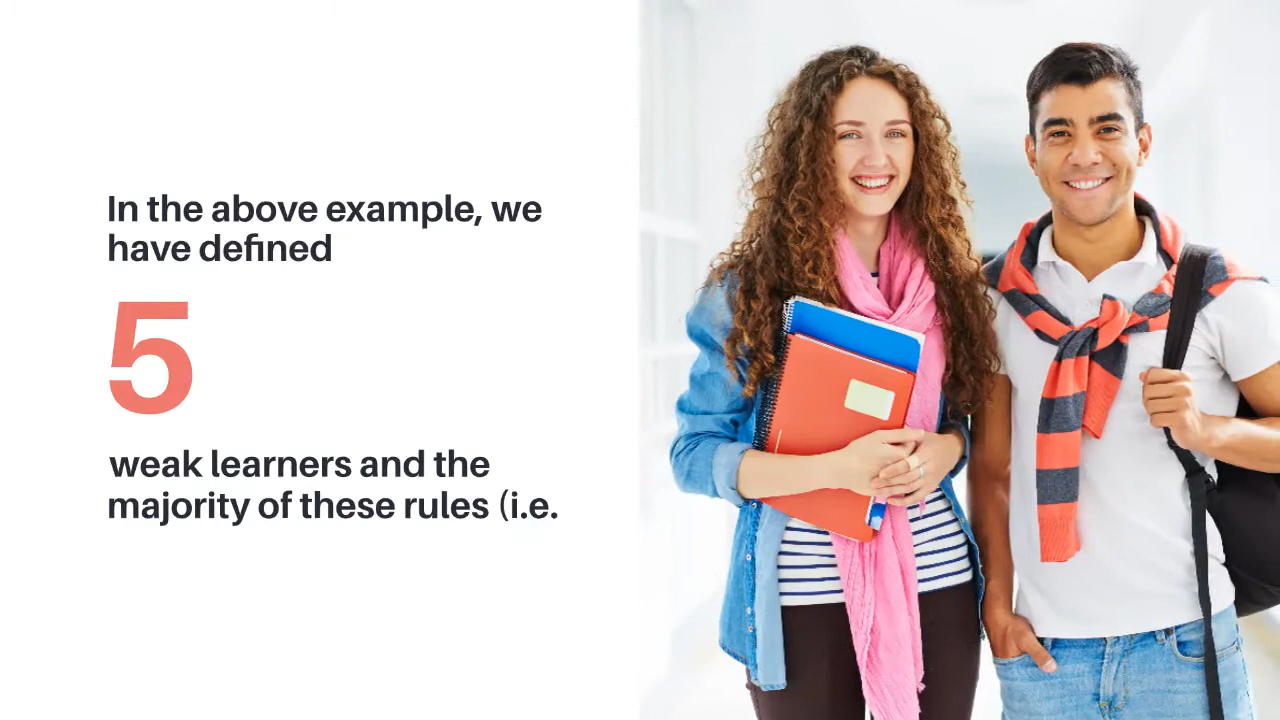 In the above example, we
have defined
5
weak learners and the
majority of these rules (i.e.